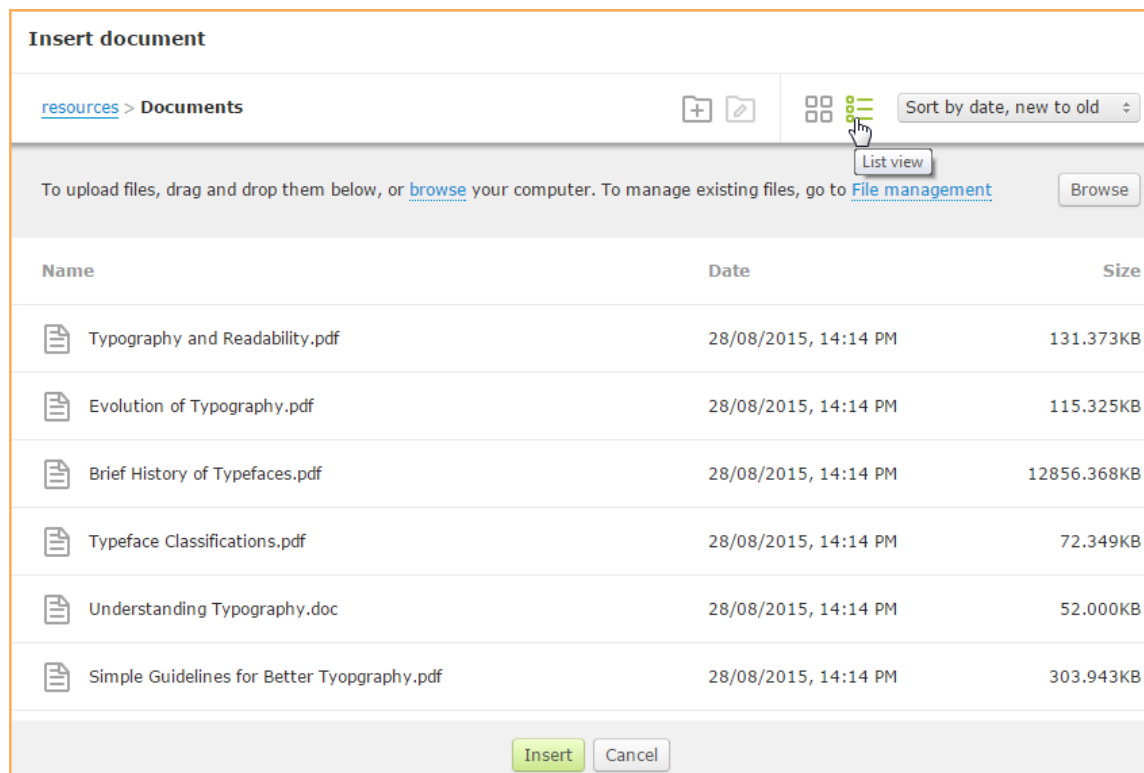 Insert document
resources > Documents
Sort by date, new to old
List view
To upload files, drag and drop them below, or browse your computer. To manage existing files, go to File management
Browse
Name Date Size
Typography and Readability.pdf 28/08/2015, 14:14 PM 131.373KB
Evolution of Typography.pdf 28/08/2015, 14:14 PM 115.325KB
Brief History of Typefaces.pdf 28/08/2015, 14:14 PM 12856.368KB
Typeface Classifications.pdf 28/08/2015, 14:14 PM 72.349KB
Understanding Typography.doc 28/08/2015, 14:14 PM 52.000KB
Simple Guidelines for Better Tyopgraphy.pdf 28/08/2015, 14:14 PM 303.943KB
Insert Cancel